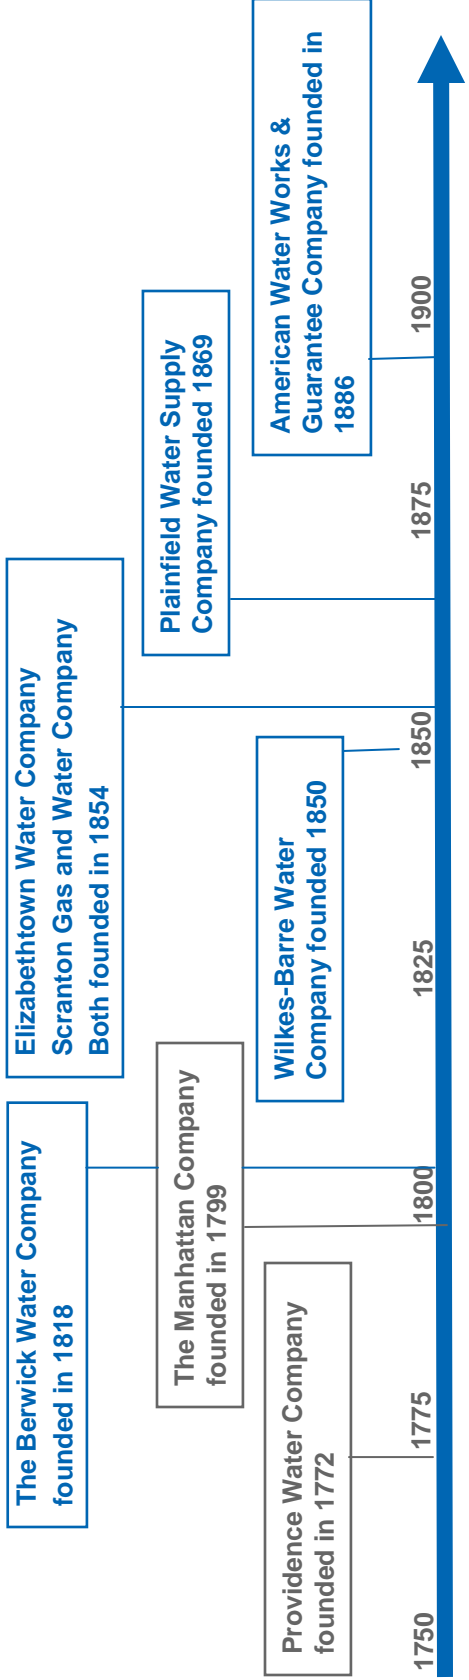 The Berwick Water Company
founded in 1818
Elizabethtown Water Company
Scranton Gas and Water Company
Both founded in 1854
The Manhattan Company
founded in 1799
Plainfield Water Supply
Company founded 1869
Providence Water Company
founded in 1772
Wilkes-Barre Water
Company founded 1850
American Water Works &
Guarantee Company founded in
1886
1750
1775
1800
1825
1850
1875
1900